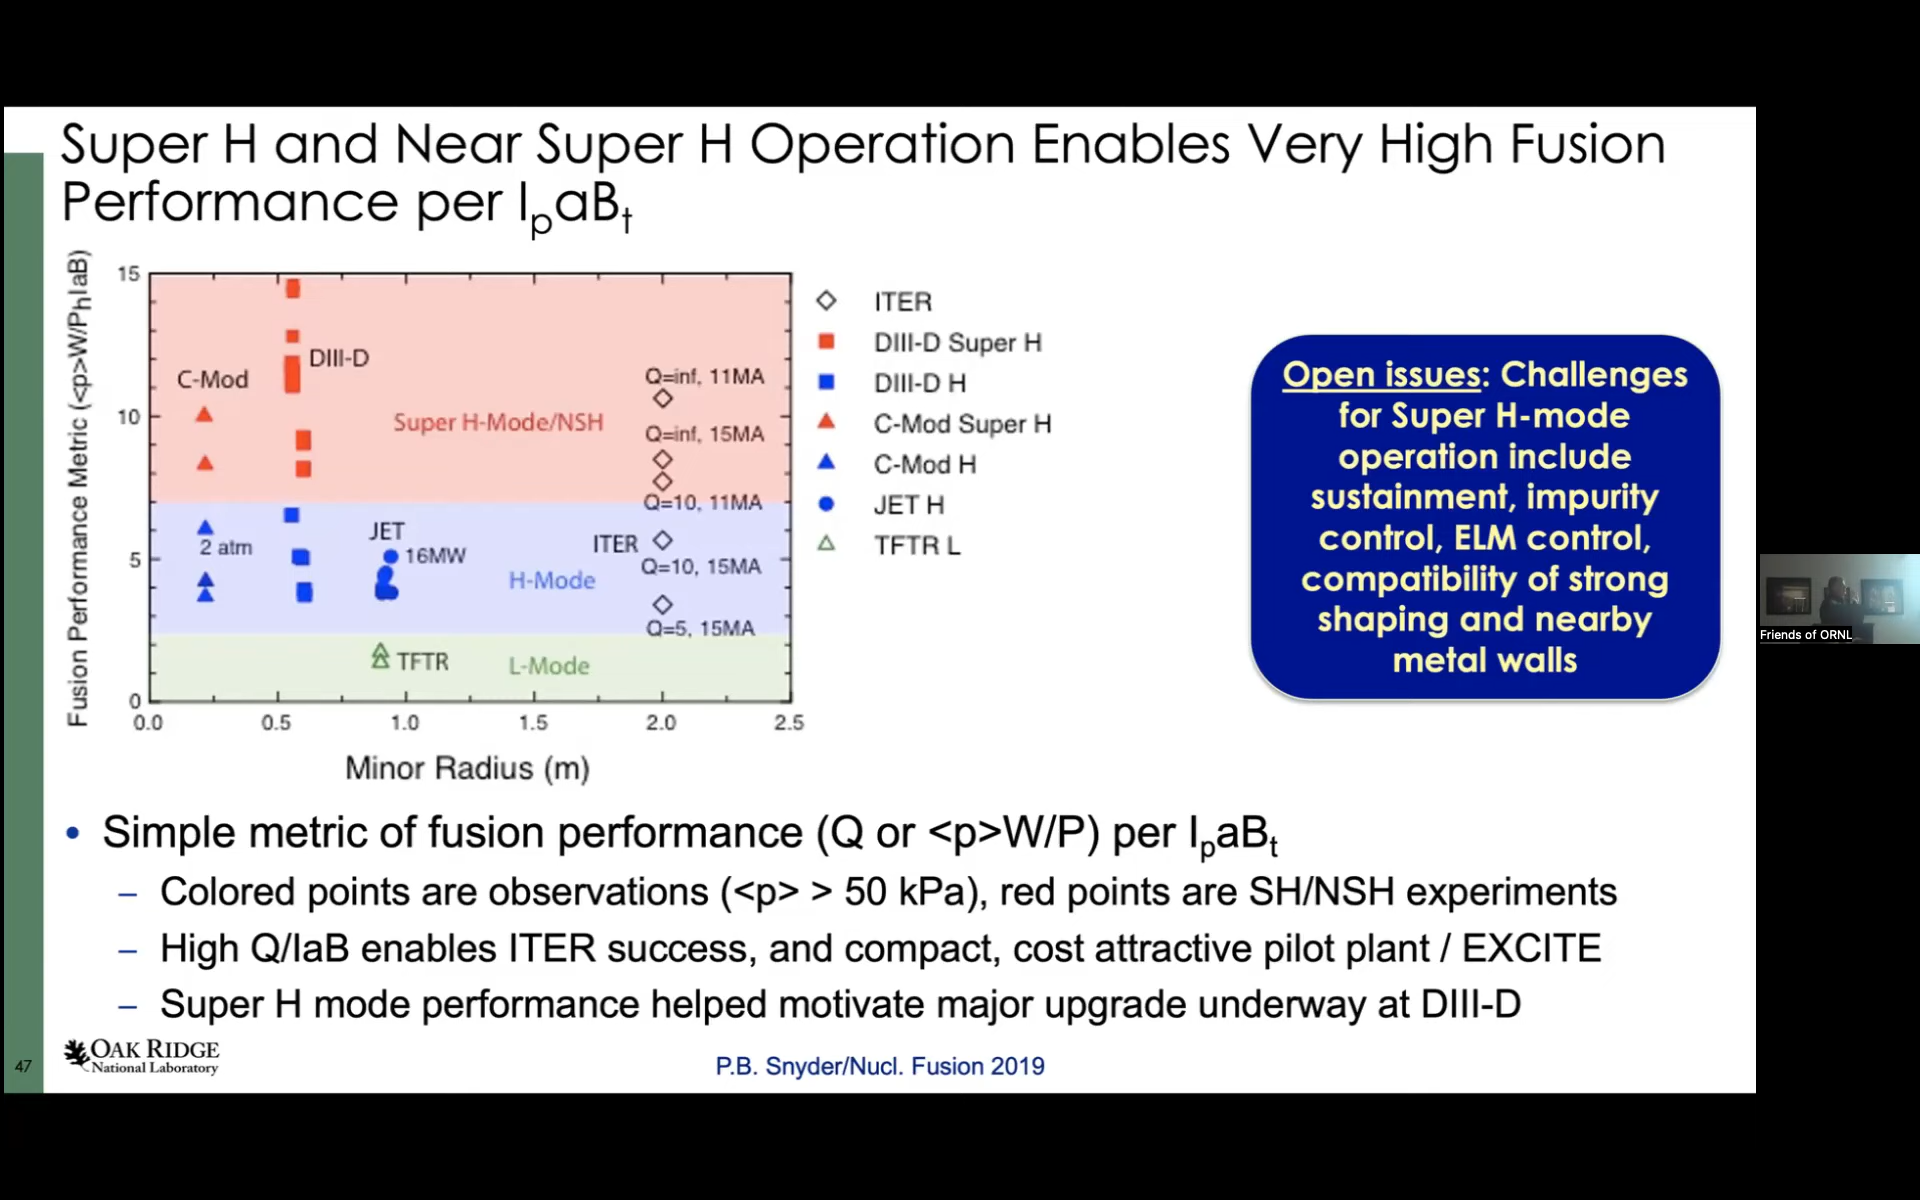 Super H and Near Super H Operation Enables Very High Fusion
Performance per IpaBt
Fusion Performance Metric (<p>W/PhIaB)
15
10
5
0
0.0
0.5
1.0
1.5
2.0
2.5
Minor Radius (m)
C-Mod
DIII-D
Super H-Mode/NSH
Q=inf, 11MA
Q=inf, 15MA
Q=10, 11MA
2 atm
JET
16MW
H-Mode
ITER
Q=10, 15MA
Q=5, 15MA
TFTR
L-Mode
ITER
DIII-D Super H
DIII-D H
C-Mod Super H
C-Mod H
JET H
TFTR L
Open issues: Challenges
for Super H-mode
operation include
sustainment, impurity
control, ELM control,
compatibility of strong
shaping and nearby
metal walls
Friends of ORNL
• Simple metric of fusion performance (Q or <p>W/P) per IpaBt
– Colored points are observations (<p> > 50 kPa), red points are SH/NSH experiments
– High Q/IaB enables ITER success, and compact, cost attractive pilot plant / EXCITE
– Super H mode performance helped motivate major upgrade underway at DIII-D
47
OAK RIDGE
National Laboratory
P.B. Snyder/Nucl. Fusion 2019